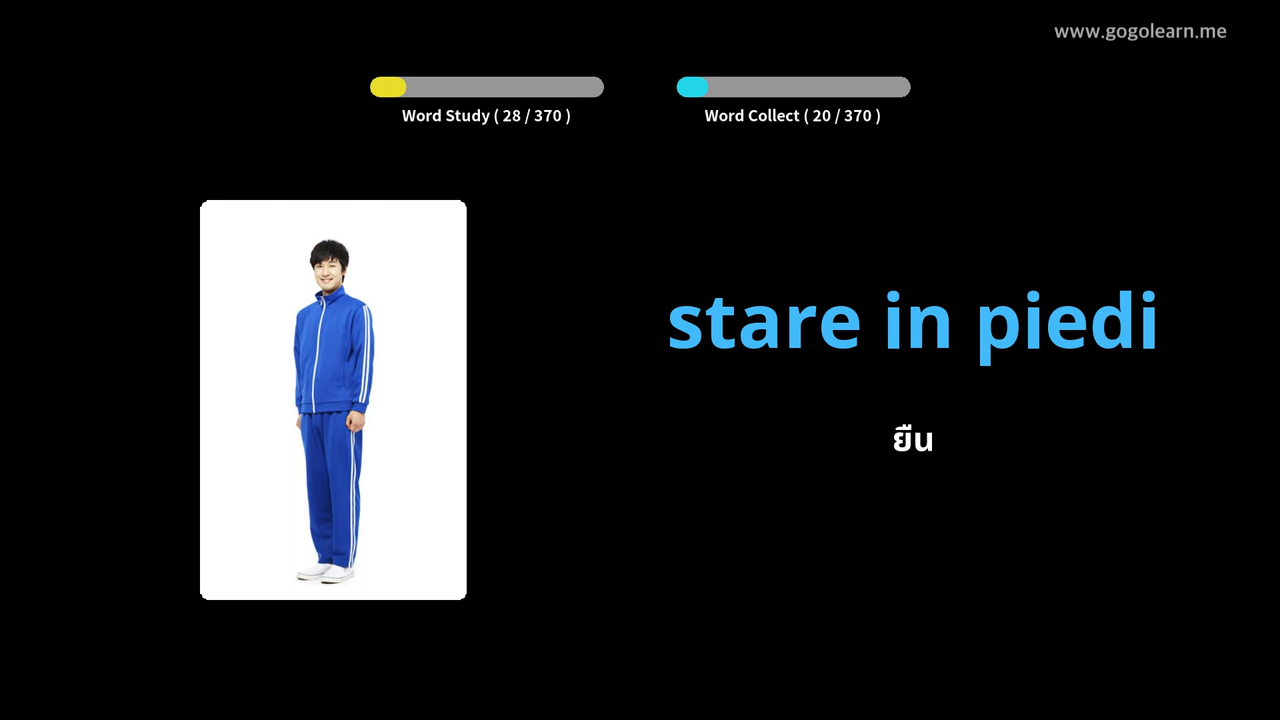 www.gogolearn.me
Word Study ( 28 / 370 )
Word Collect ( 20 / 370 )
stare in piedi
ยืน